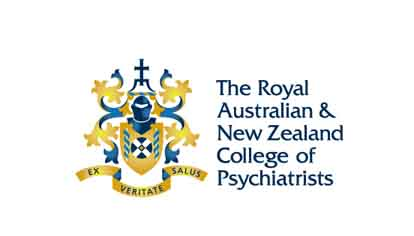 The Royal
Australian &
New Zealand
College of
Psychiatrists
EX VERITATE SALUS